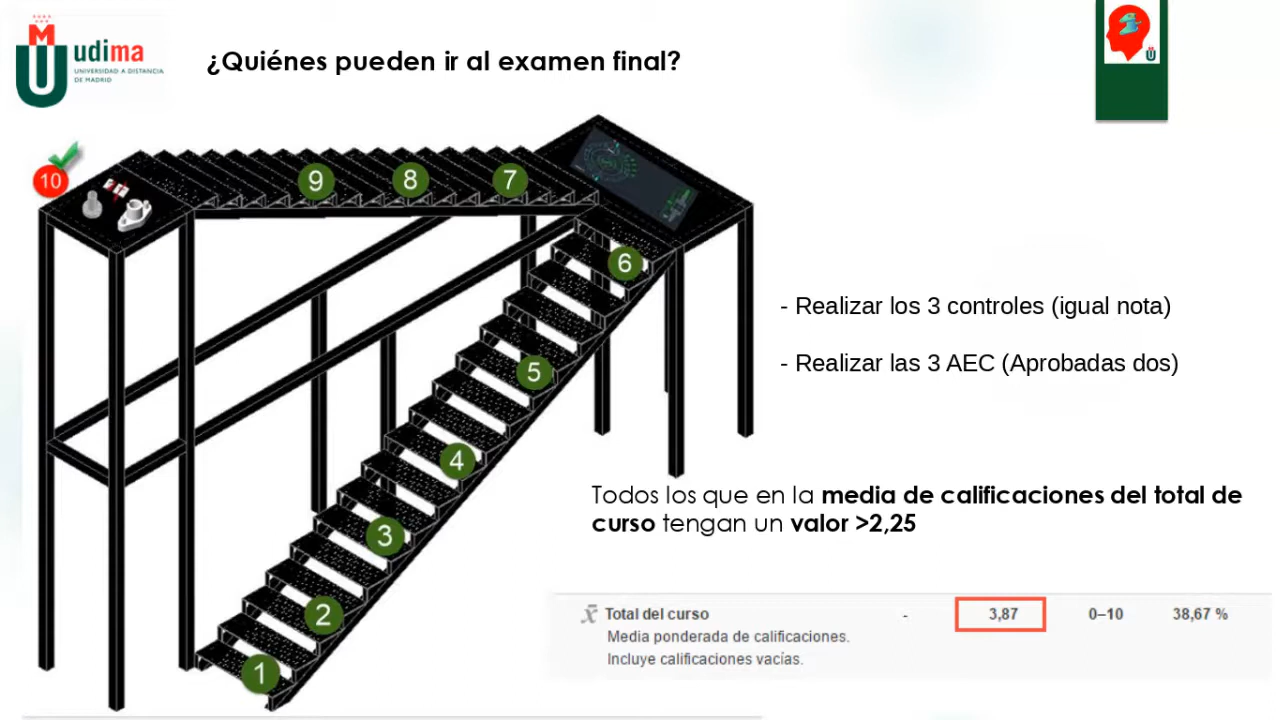 udima
UNIVERSIDAD A DISTANCIA
DE MADRID
¿Quiénes pueden ir al examen final?
10
9
8
7
6
5
4
3
2
1
- Realizar los 3 controles (igual nota)
- Realizar las 3 AEC (Aprobadas dos)
Todos los que en la media de calificaciones del total de
curso tengan un valor >2,25
x̄ Total del curso - 3,87 0–10 38,67 %
Media ponderada de calificaciones.
Incluye calificaciones vacías.